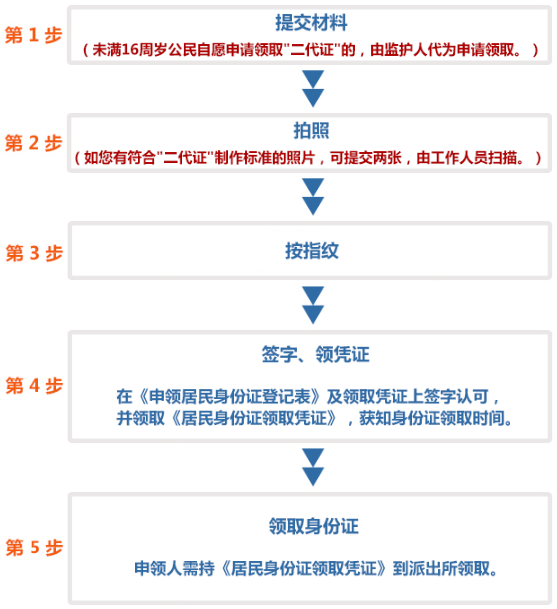 第 1 步
提交材料
（未满16周岁公民自愿申请领取"二代证"的，由监护人代为申请领取。）
第 2 步
拍照
（如您有符合"二代证"制作标准的照片，可提交两张，由工作人员扫描。）
第 3 步
按指纹
第 4 步
签字、领凭证
在《申领居民身份证登记表》及领取凭证上签字认可，
并领取《居民身份证领取凭证》，获知身份证领取时间。
第 5 步
领取身份证
申领人需持《居民身份证领取凭证》到派出所领取。